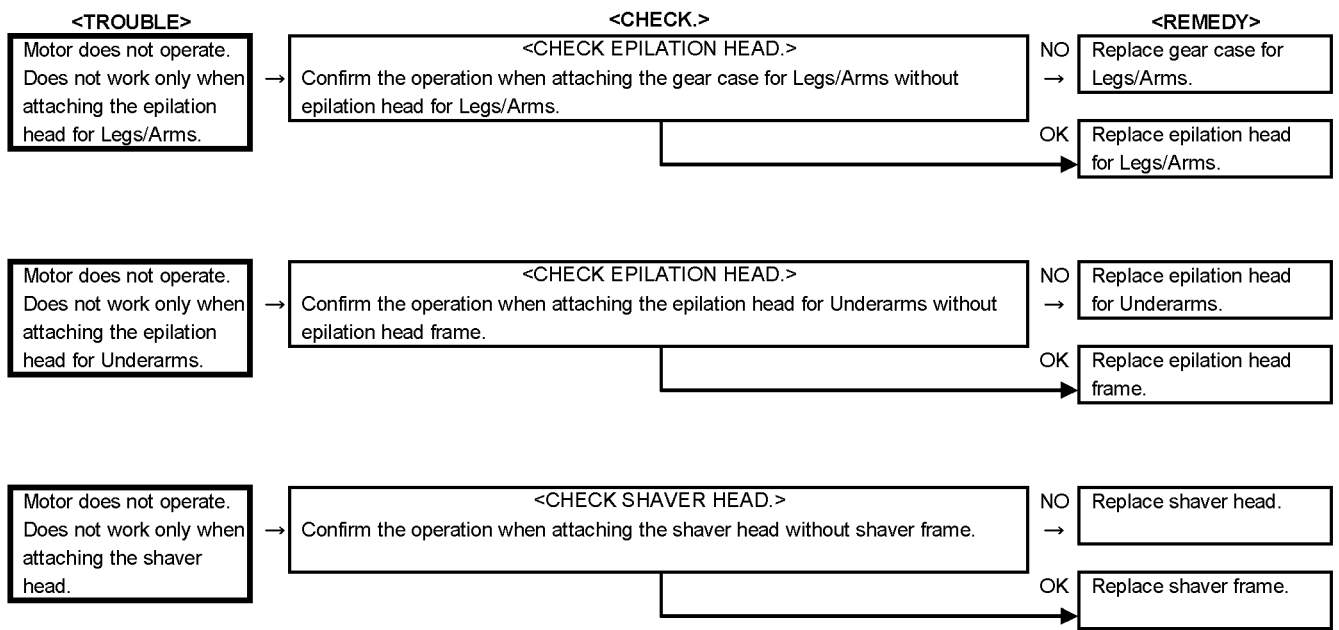 <TROUBLE>
<CHECK.>
<REMEDY>
Motor does not operate.
Does not work only when
attaching the epilation
head for Legs/Arms.
→
<CHECK EPILATION HEAD.>
Confirm the operation when attaching the gear case for Legs/Arms without
epilation head for Legs/Arms.
NO
→
Replace gear case for
Legs/Arms.
OK
Replace epilation head
for Legs/Arms.
Motor does not operate.
Does not work only when
attaching the epilation
head for Underarms.
→
<CHECK EPILATION HEAD.>
Confirm the operation when attaching the epilation head for Underarms without
epilation head frame.
NO
→
Replace epilation head
for Underarms.
OK
Replace epilation head
frame.
Motor does not operate.
Does not work only when
attaching the shaver
head.
→
<CHECK SHAVER HEAD.>
Confirm the operation when attaching the shaver head without shaver frame.
NO
→
Replace shaver head.
OK
Replace shaver frame.